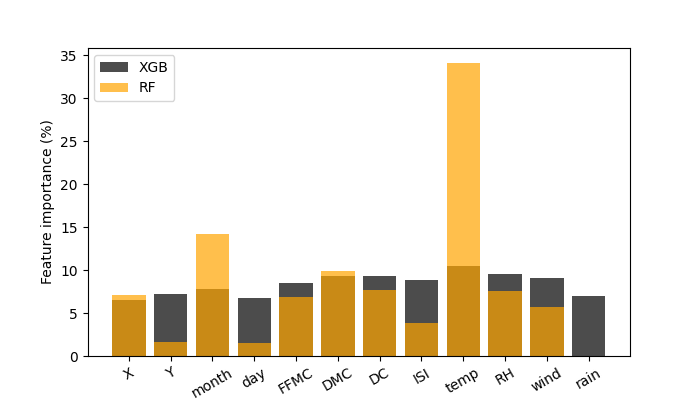 35
30
25
20
15
10
5
0
Feature importance (%)
XGB
RF
X
Y
month
day
FFMC
DMC
DC
ISI
temp
RH
wind
rain